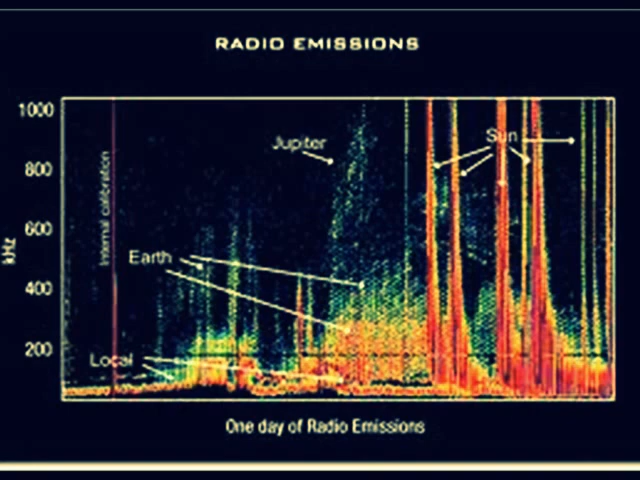 RADIO EMISSIONS
1000
800
600
400
200
kHz
Internal calibration
Jupiter
Sun
Earth
Local
One day of Radio Emissions